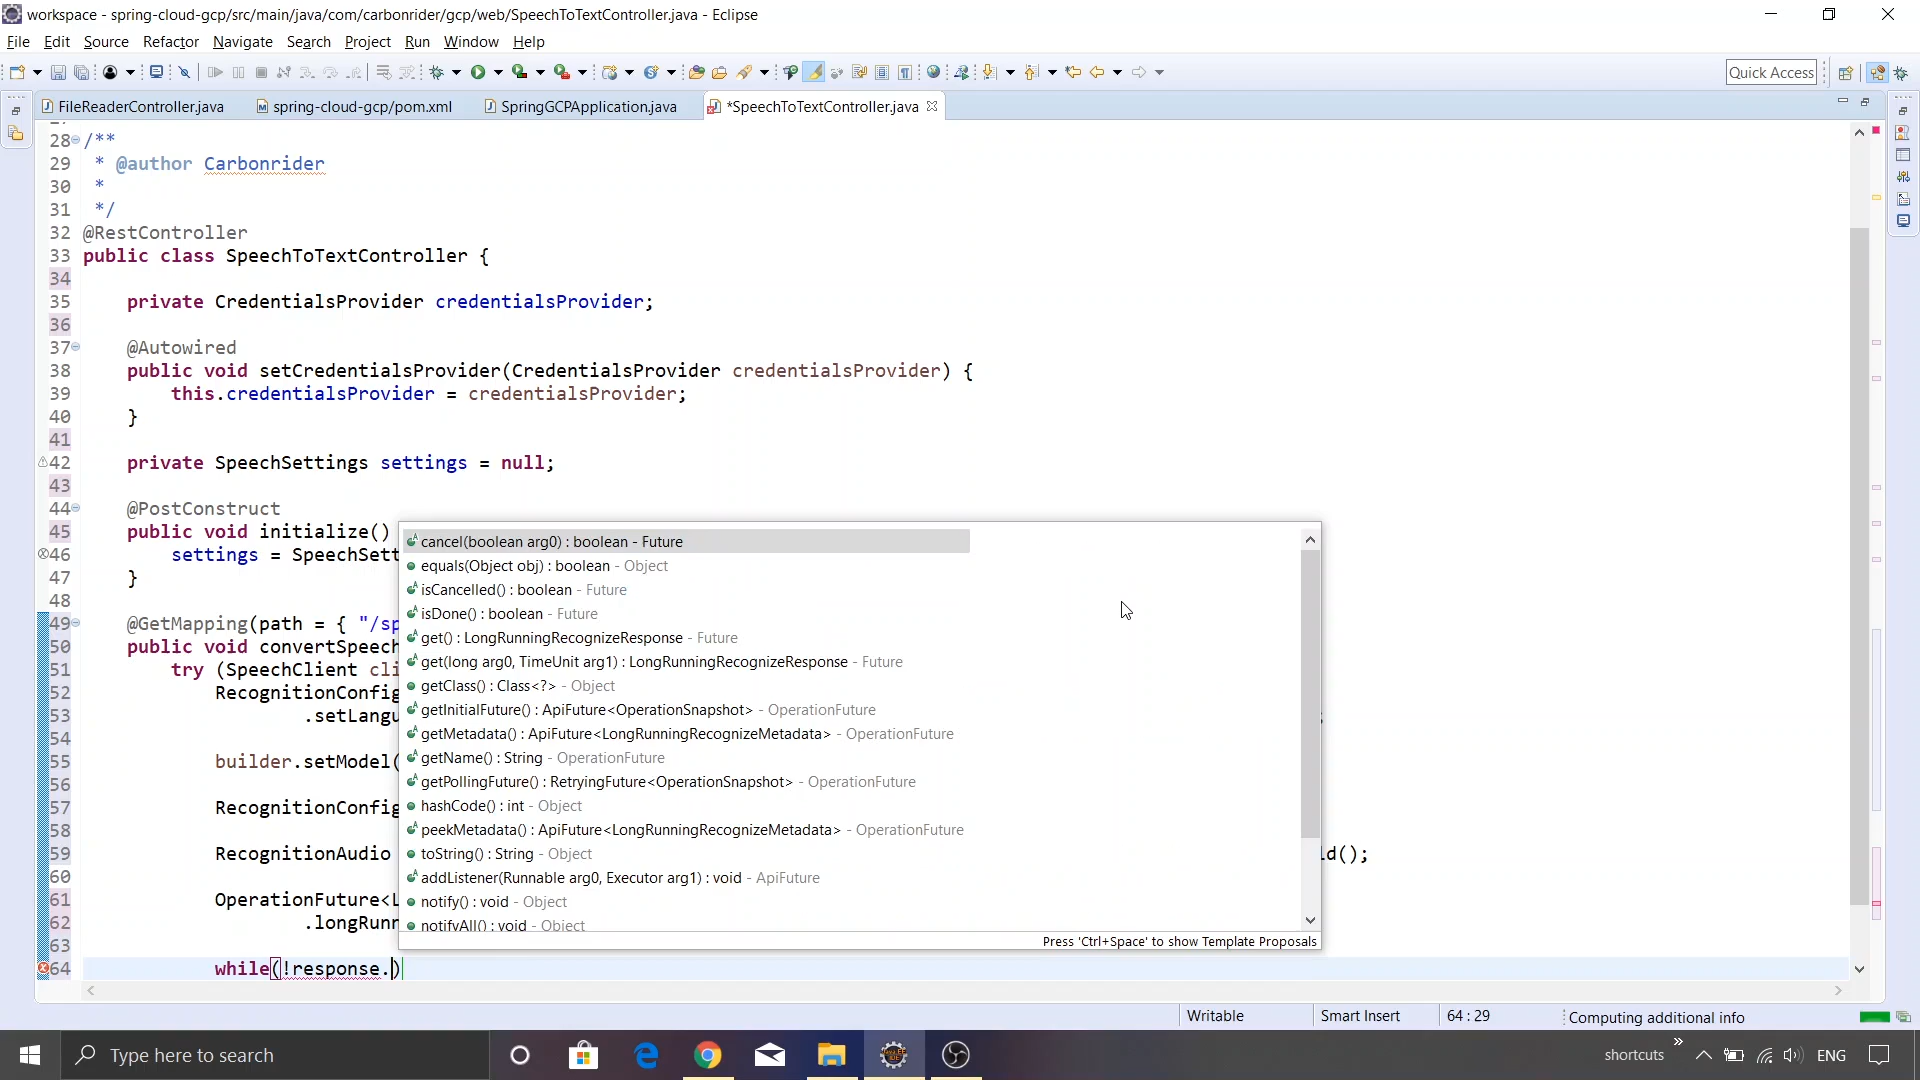 workspace - spring-cloud-gcp/src/main/java/com/carbonrider/gcp/web/SpeechToTextController.java - Eclipse
File Edit Source Refactor Navigate Search Project Run Window Help
Quick Access
FileReaderController.java spring-cloud-gcp/pom.xml SpringGCPApplication.java *SpeechToTextController.java
28 /**
29 * @author Carbonrider
30 *
31 */
32 @RestController
33 public class SpeechToTextController {
34
35 private CredentialsProvider credentialsProvider;
36
37 @Autowired
38 public void setCredentialsProvider(CredentialsProvider credentialsProvider) {
39 this.credentialsProvider = credentialsProvider;
40 }
41
42 private SpeechSettings settings = null;
43
44 @PostConstruct
45 public void initialize()
46 settings = SpeechSett
47 }
48
49 @GetMapping(path = { "/sp
50 public void convertSpeech
51 try (SpeechClient cli
52 RecognitionConfig
53 .setLangu ;
54
55 builder.setModel(
56
57 RecognitionConfig
58
59 RecognitionAudio ld();
60
61 OperationFuture<L
62 .longRunn
63
64 while(!response.)
cancel(boolean arg0) : boolean - Future
equals(Object obj) : boolean - Object
isCancelled() : boolean - Future
isDone() : boolean - Future
get() : LongRunningRecognizeResponse - Future
get(long arg0, TimeUnit arg1) : LongRunningRecognizeResponse - Future
getClass() : Class<?> - Object
getInitialFuture() : ApiFuture<OperationSnapshot> - OperationFuture
getMetadata() : ApiFuture<LongRunningRecognizeMetadata> - OperationFuture
getName() : String - OperationFuture
getPollingFuture() : RetryingFuture<OperationSnapshot> - OperationFuture
hashCode() : int - Object
peekMetadata() : ApiFuture<LongRunningRecognizeMetadata> - OperationFuture
toString() : String - Object
addListener(Runnable arg0, Executor arg1) : void - ApiFuture
notify() : void - Object
notifyAll() : void - Object
Press 'Ctrl+Space' to show Template Proposals
Writable Smart Insert 64 : 29 Computing additional info
Type here to search shortcuts ENG